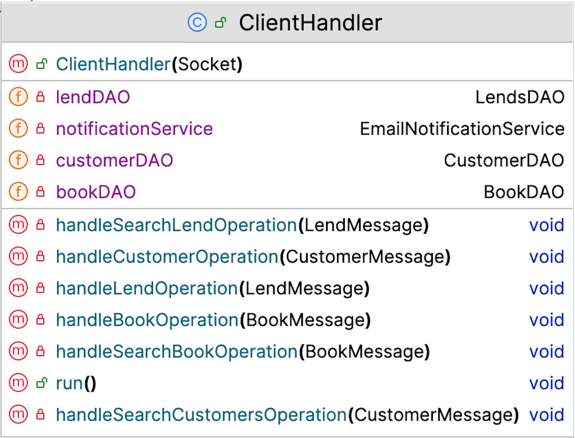 C ClientHandler
m ClientHandler(Socket)
f lendDAO LendsDAO
f notificationService EmailNotificationService
f customerDAO CustomerDAO
f bookDAO BookDAO
m handleSearchLendOperation(LendMessage) void
m handleCustomerOperation(CustomerMessage) void
m handleLendOperation(LendMessage) void
m handleBookOperation(BookMessage) void
m handleSearchBookOperation(BookMessage) void
m run() void
m handleSearchCustomersOperation(CustomerMessage) void